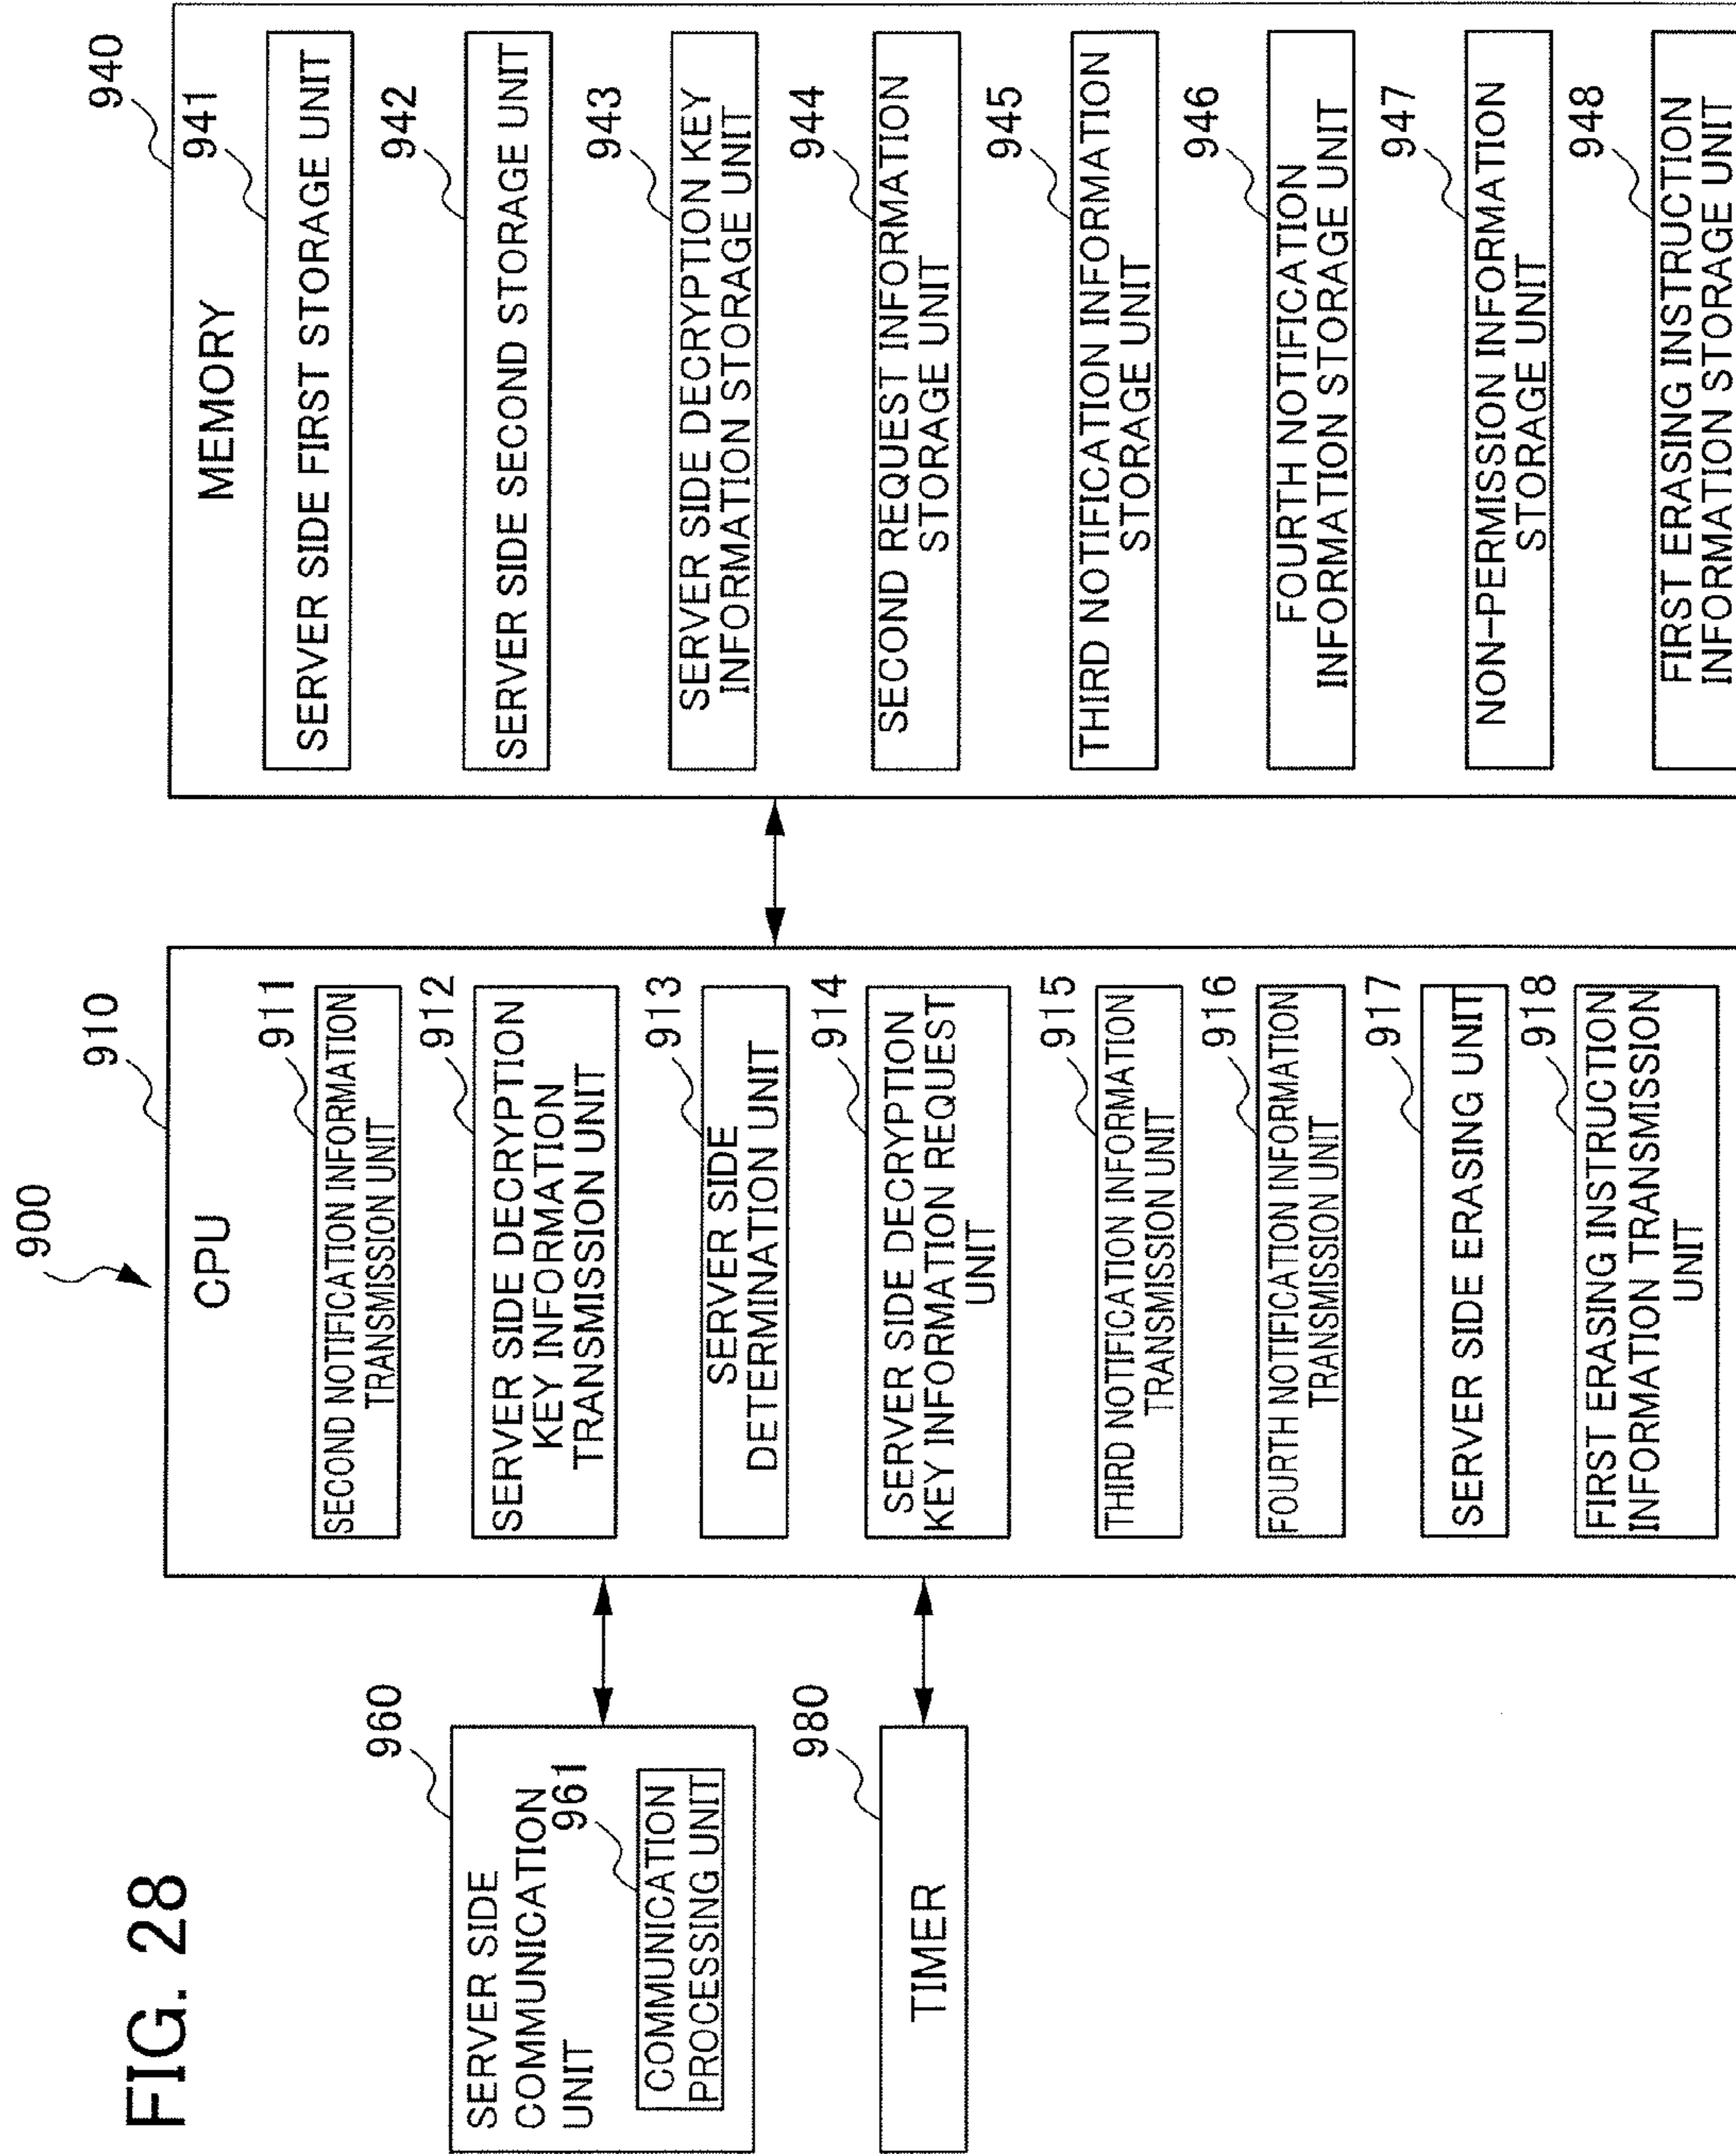 FIG. 28
900
SERVER SIDE
COMMUNICATION
UNIT
960
961
COMMUNICATION
PROCESSING UNIT
TIMER
980
CPU
910
SECOND NOTIFICATION INFORMATION
TRANSMISSION UNIT
911
SERVER SIDE DECRYPTION
KEY INFORMATION
TRANSMISSION UNIT
912
SERVER SIDE
DETERMINATION UNIT
913
SERVER SIDE DECRYPTION
KEY INFORMATION REQUEST
UNIT
914
THIRD NOTIFICATION INFORMATION
TRANSMISSION UNIT
915
FOURTH NOTIFICATION INFORMATION
TRANSMISSION UNIT
916
SERVER SIDE ERASING UNIT
917
FIRST ERASING INSTRUCTION
INFORMATION TRANSMISSION
UNIT
918
MEMORY
940
SERVER SIDE FIRST STORAGE UNIT
941
SERVER SIDE SECOND STORAGE UNIT
942
SERVER SIDE DECRYPTION KEY
INFORMATION STORAGE UNIT
943
SECOND REQUEST INFORMATION
STORAGE UNIT
944
THIRD NOTIFICATION INFORMATION
STORAGE UNIT
945
FOURTH NOTIFICATION
INFORMATION STORAGE UNIT
946
NON-PERMISSION INFORMATION
STORAGE UNIT
947
FIRST ERASING INSTRUCTION
INFORMATION STORAGE UNIT
948